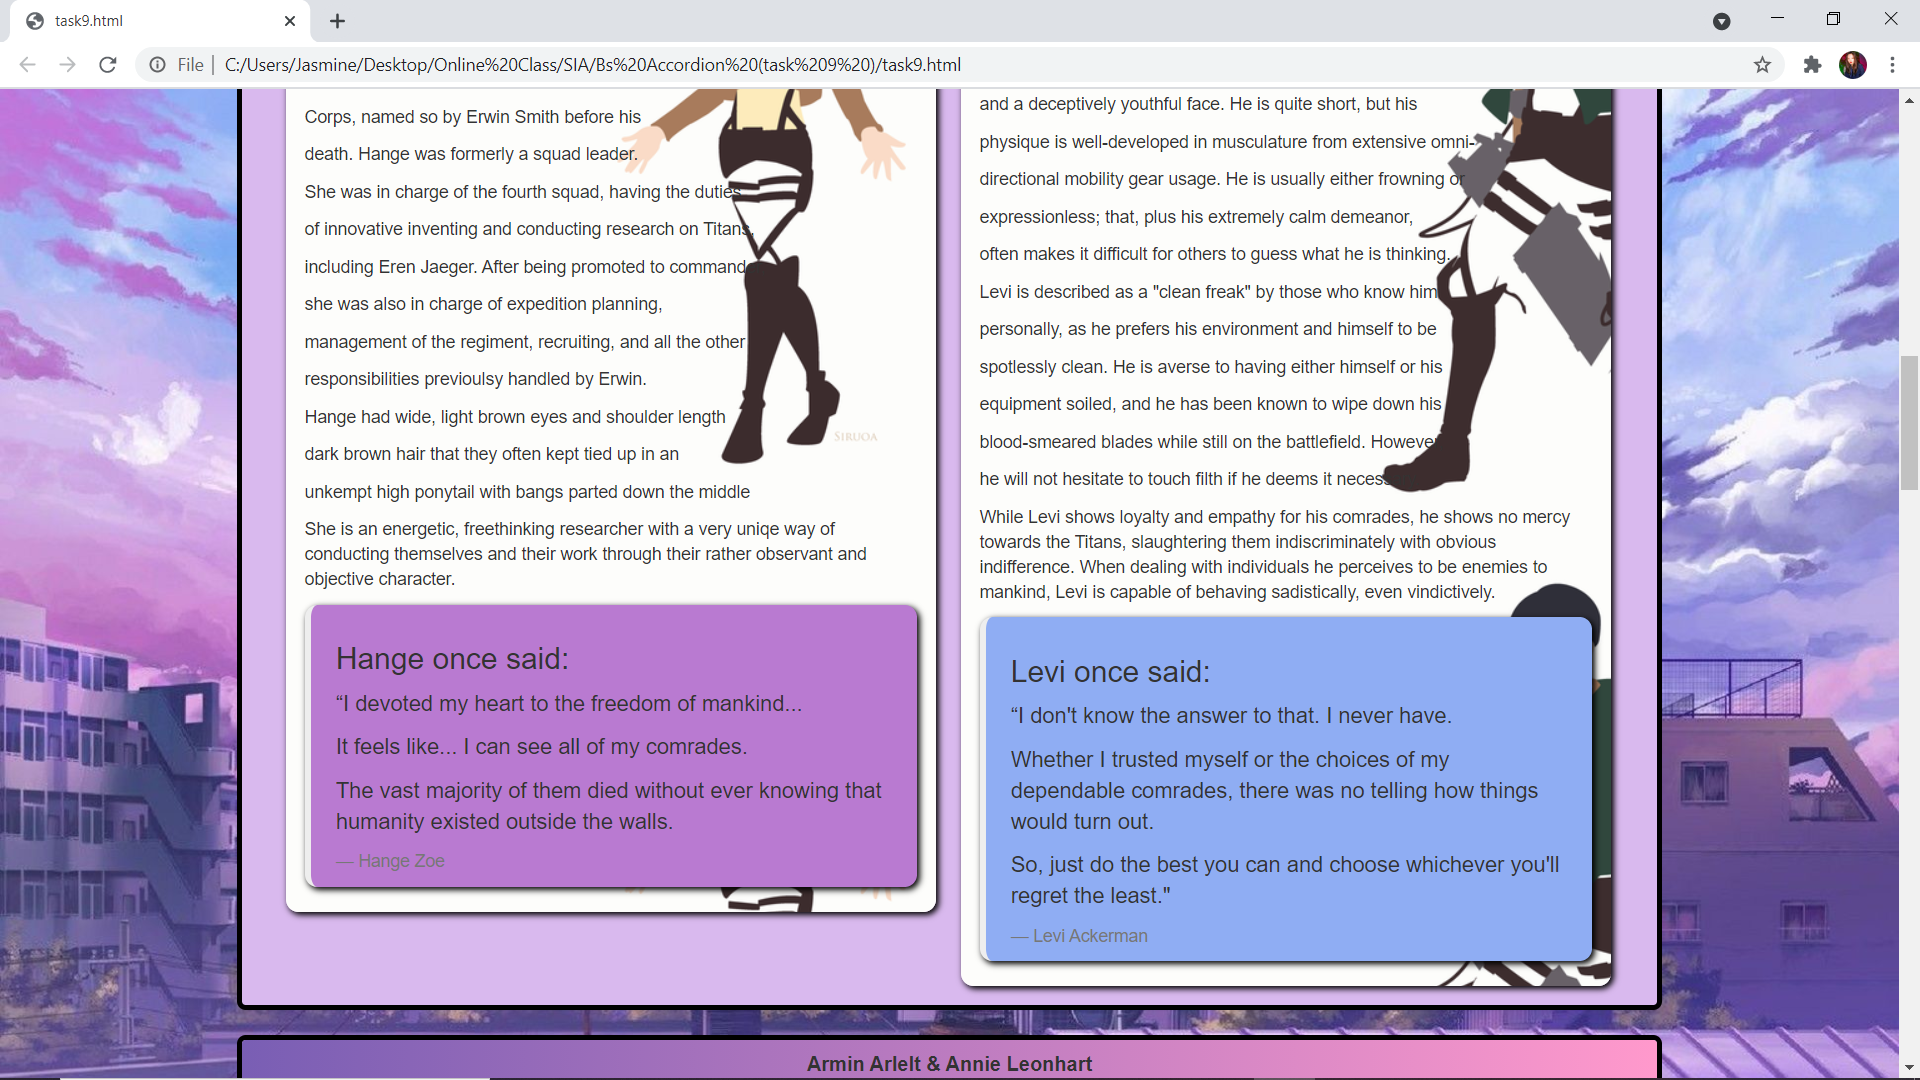 task9.html
File
C:/Users/Jasmine/Desktop/Online%20Class/SIA/Bs%20Accordion%20(task%209%20)/task9.html
Corps, named so by Erwin Smith before his
death. Hange was formerly a squad leader.
She was in charge of the fourth squad, having the duties
of innovative inventing and conducting research on Titans,
including Eren Jaeger. After being promoted to
she was also in charge of expedition planning,
management of the regiment, recruiting, and all the other
responsibilities previoulsy handled by Erwin.
Hange had wide, light brown eyes and shoulder length
dark brown hair that they often kept tied up in an
unkempt high ponytail with bangs parted down the middle
She is an energetic, freethinking researcher with a very uniqe way of
conducting themselves and their work through their rather observant and
objective character.
SIRUOA
Hange once said:
“I devoted my heart to the freedom of mankind...
It feels like... I can see all of my comrades.
The vast majority of them died without ever knowing that
humanity existed outside the walls.
— Hange Zoe
and a deceptively youthful face. He is quite short, but his
physique is well-developed in musculature from extensive omni-
directional mobility gear usage. He is usually either frowning or
expressionless; that, plus his extremely calm demeanor,
often makes it difficult for others to guess what he is thinking.
Levi is described as a "clean freak" by those who know him
personally, as he prefers his environment and himself to be
spotlessly clean. He is averse to having either himself or his
equipment soiled, and he has been known to wipe down his
blood-smeared blades while still on the battlefield. However
he will not hesitate to touch filth if he deems it
While Levi shows loyalty and empathy for his comrades, he shows no mercy
towards the Titans, slaughtering them indiscriminately with obvious
indifference. When dealing with individuals he perceives to be enemies to
mankind, Levi is capable of behaving sadistically, even vindictively.
Levi once said:
“I don't know the answer to that. I never have.
Whether I trusted myself or the choices of my
dependable comrades, there was no telling how things
would turn out.
So, just do the best you can and choose whichever you'll
regret the least."
— Levi Ackerman
Armin Arlelt & Annie Leonhart